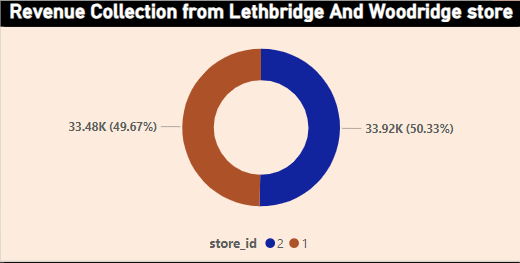 Revenue Collection from Lethbridge And Woodridge store
33.48K (49.67%)
33.92K (50.33%)
store_id 2 1